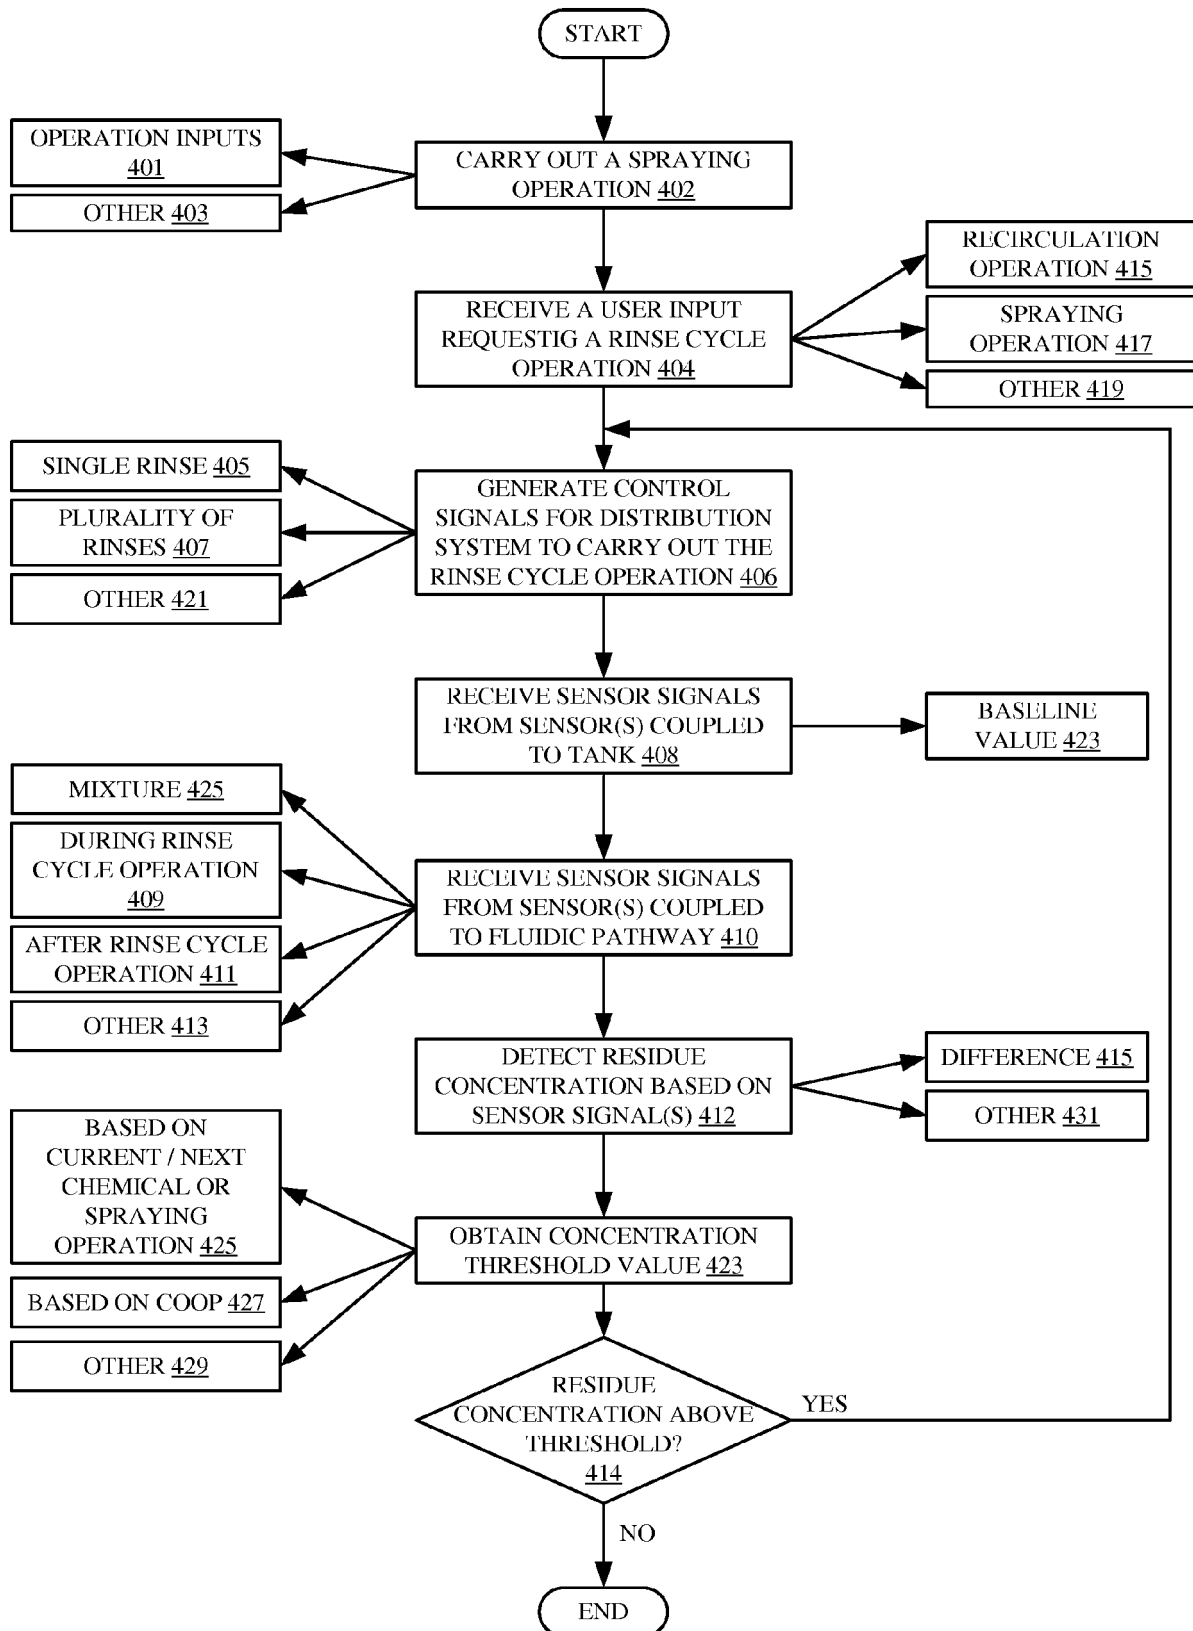 START
OPERATION INPUTS
401
OTHER 403
CARRY OUT A SPRAYING
OPERATION 402
RECEIVE A USER INPUT
REQUESTIG A RINSE CYCLE
OPERATION 404
RECIRCULATION
OPERATION 415
SPRAYING
OPERATION 417
OTHER 419
SINGLE RINSE 405
PLURALITY OF
RINSES 407
OTHER 421
GENERATE CONTROL
SIGNALS FOR DISTRIBUTION
SYSTEM TO CARRY OUT THE
RINSE CYCLE OPERATION 406
RECEIVE SENSOR SIGNALS
FROM SENSOR(S) COUPLED
TO TANK 408
BASELINE
VALUE 423
MIXTURE 425
DURING RINSE
CYCLE OPERATION
409
AFTER RINSE CYCLE
OPERATION 411
OTHER 413
RECEIVE SENSOR SIGNALS
FROM SENSOR(S) COUPLED
TO FLUIDIC PATHWAY 410
DETECT RESIDUE
CONCENTRATION BASED ON
SENSOR SIGNAL(S) 412
DIFFERENCE 415
OTHER 431
BASED ON
CURRENT / NEXT
CHEMICAL OR
SPRAYING
OPERATION 425
BASED ON COOP 427
OTHER 429
OBTAIN CONCENTRATION
THRESHOLD VALUE 423
RESIDUE
CONCENTRATION ABOVE
THRESHOLD?
414
YES
NO
END